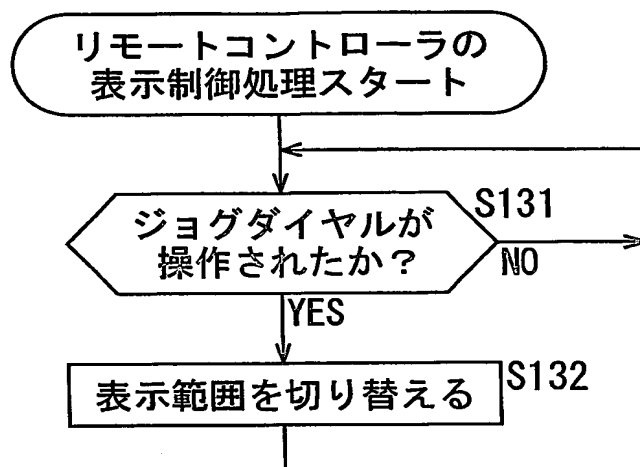 リモートコントローラの
表示制御処理スタート
S131
ジョグダイヤルが
操作されたか？
NO
YES
S132
表示範囲を切り替える